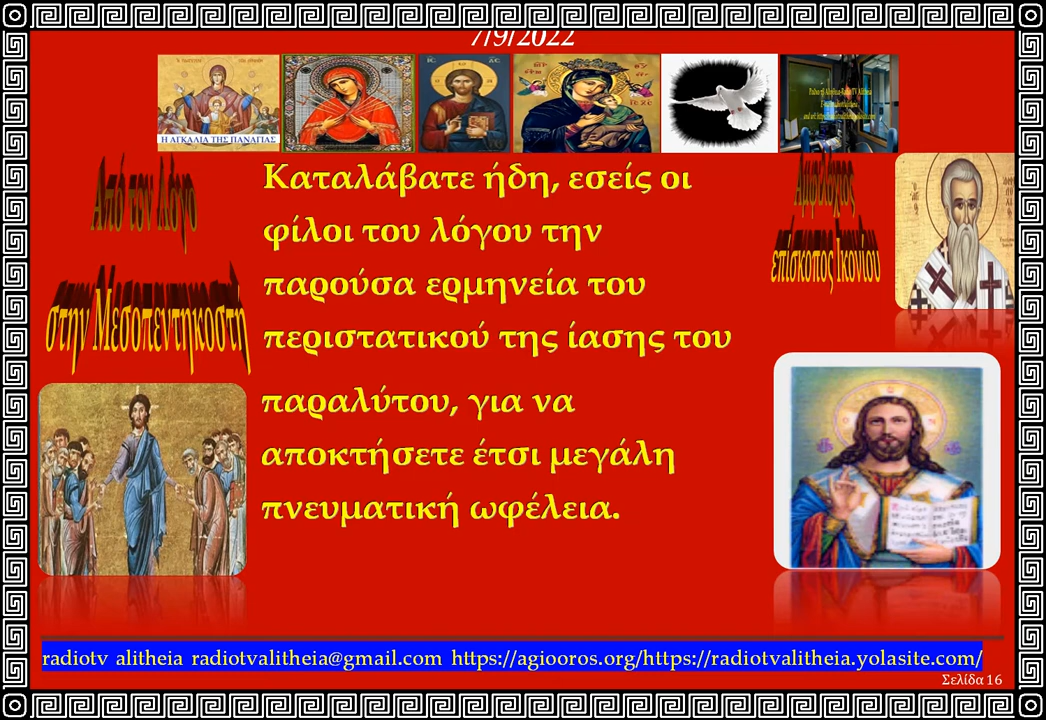 7/9/2022
Η ΑΓΚΑΛΙΑ ΤΗΣ ΠΑΝΑΓΙΑΣ
Από τον Λόγο
στην Μεσοπεντηκοστή
Καταλάβατε ήδη, εσείς οι
φίλοι του λόγου την
παρούσα ερμηνεία του
περιστατικού της ίασης του
παραλύτου, για να
αποκτήσετε έτσι μεγάλη
πνευματική ωφέλεια.
Αμφιλόχιος
επίσκοπος Ικονίου
radiotv alitheia radiotvalitheia@gmail.com https://agiooros.org/https://radiotvalitheia.yolasite.com/
Σελίδα 16